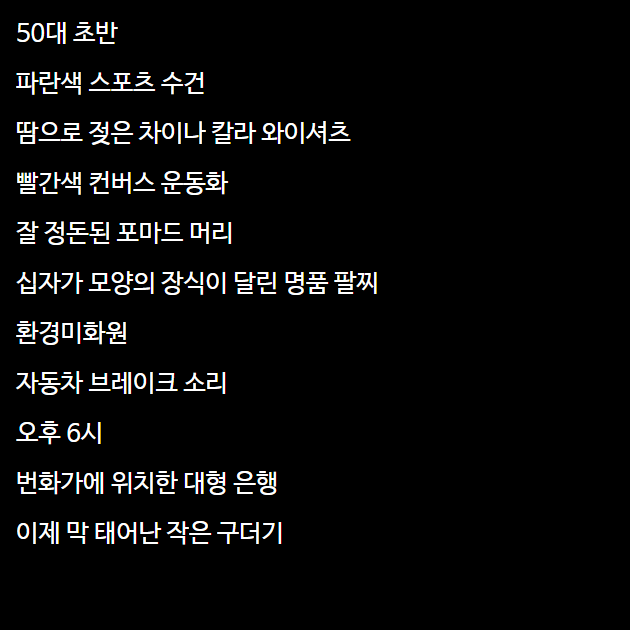 50대 초반
파란색 스포츠 수건
땀으로 젖은 차이나 칼라 와이셔츠
빨간색 컨버스 운동화
잘 정돈된 포마드 머리
십자가 모양의 장식이 달린 명품 팔찌
환경미화원
자동차 브레이크 소리
오후 6시
번화가에 위치한 대형 은행
이제 막 태어난 작은 구더기